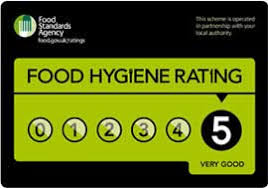 Food
Standards
Agency
food.gov.uk/ratings
This scheme is operated
in partnership with your
local authority.
FOOD HYGIENE RATING
0 1 2 3 4 5
VERY GOOD